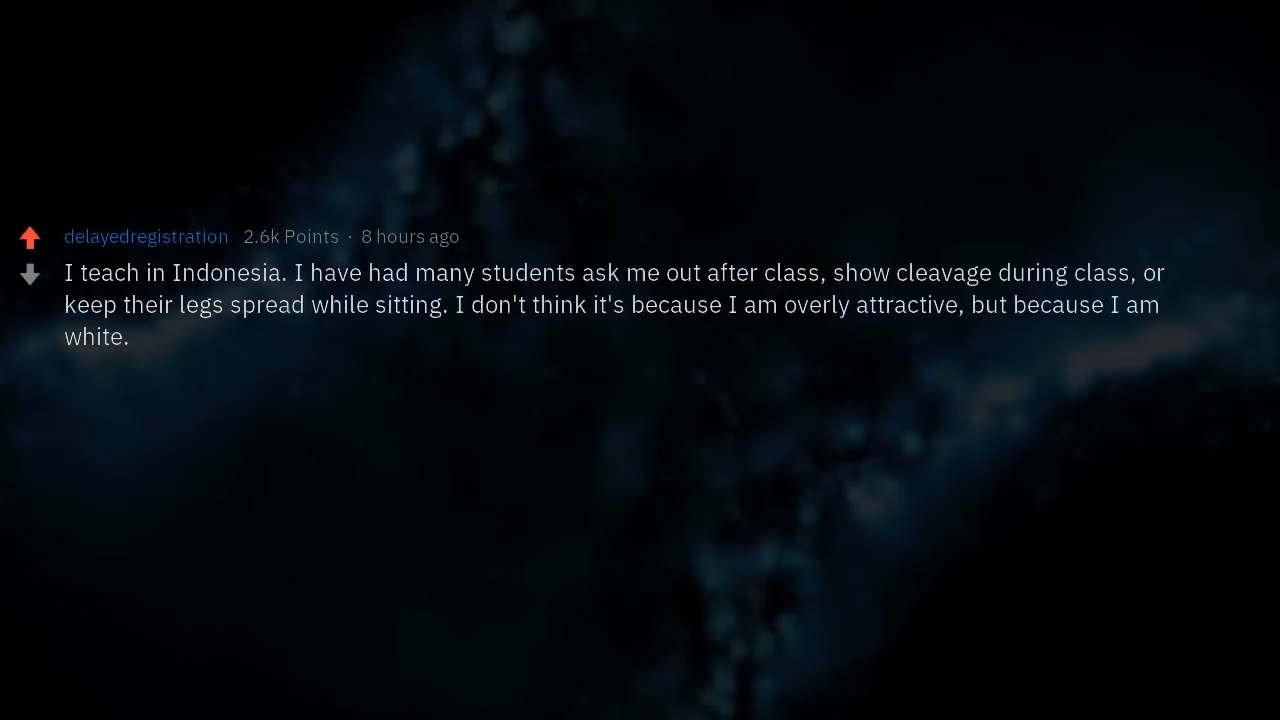 delayedregistration 2.6k Points · 8 hours ago
I teach in Indonesia. I have had many students ask me out after class, show cleavage during class, or
keep their legs spread while sitting. I don't think it's because I am overly attractive, but because I am
white.